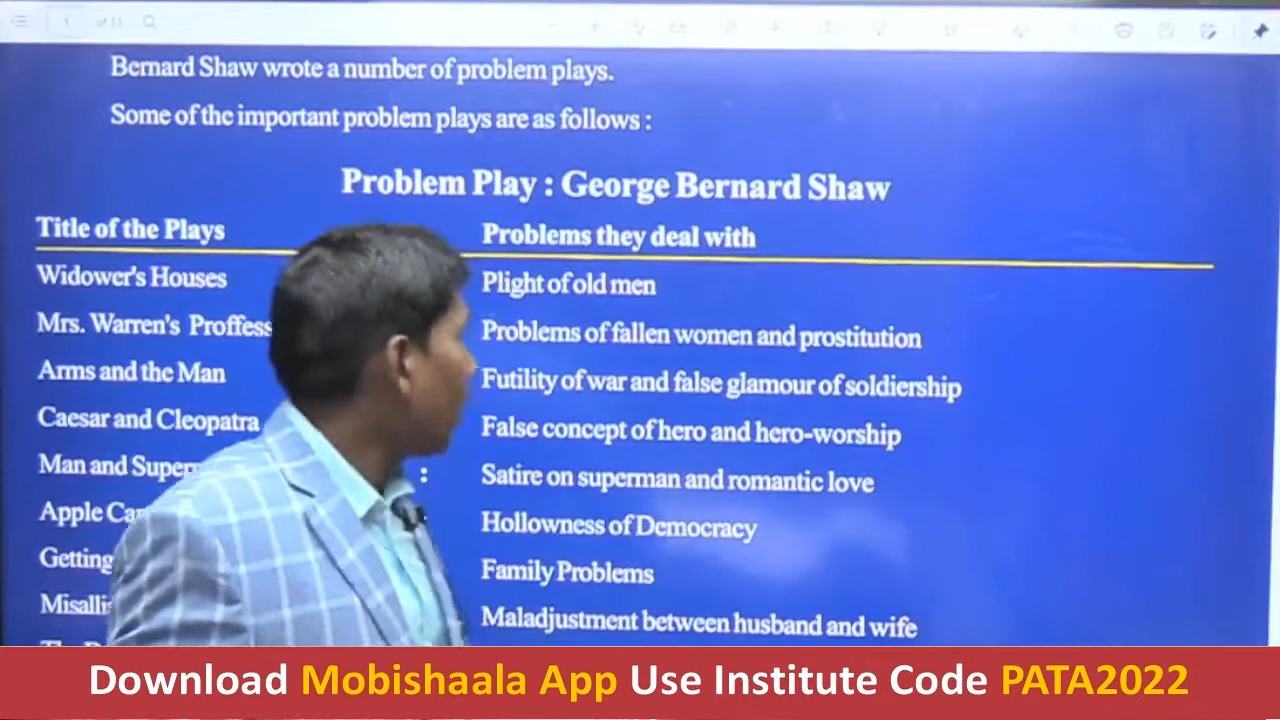 1 of 11
Bernard Shaw wrote a number of problem plays.
Some of the important problem plays are as follows :
Problem Play : George Bernard Shaw
Title of the Plays Problems they deal with
Widower's Houses Plight of old men
Mrs. Warren's Proffess Problems of fallen women and prostitution
Arms and the Man Futility of war and false glamour of soldiership
Caesar and Cleopatra False concept of hero and hero-worship
Man and Super : Satire on superman and romantic love
Apple Car Hollowness of Democracy
Getting Family Problems
Misalli Maladjustment between husband and wife
Download Mobishaala App Use Institute Code PATA2022